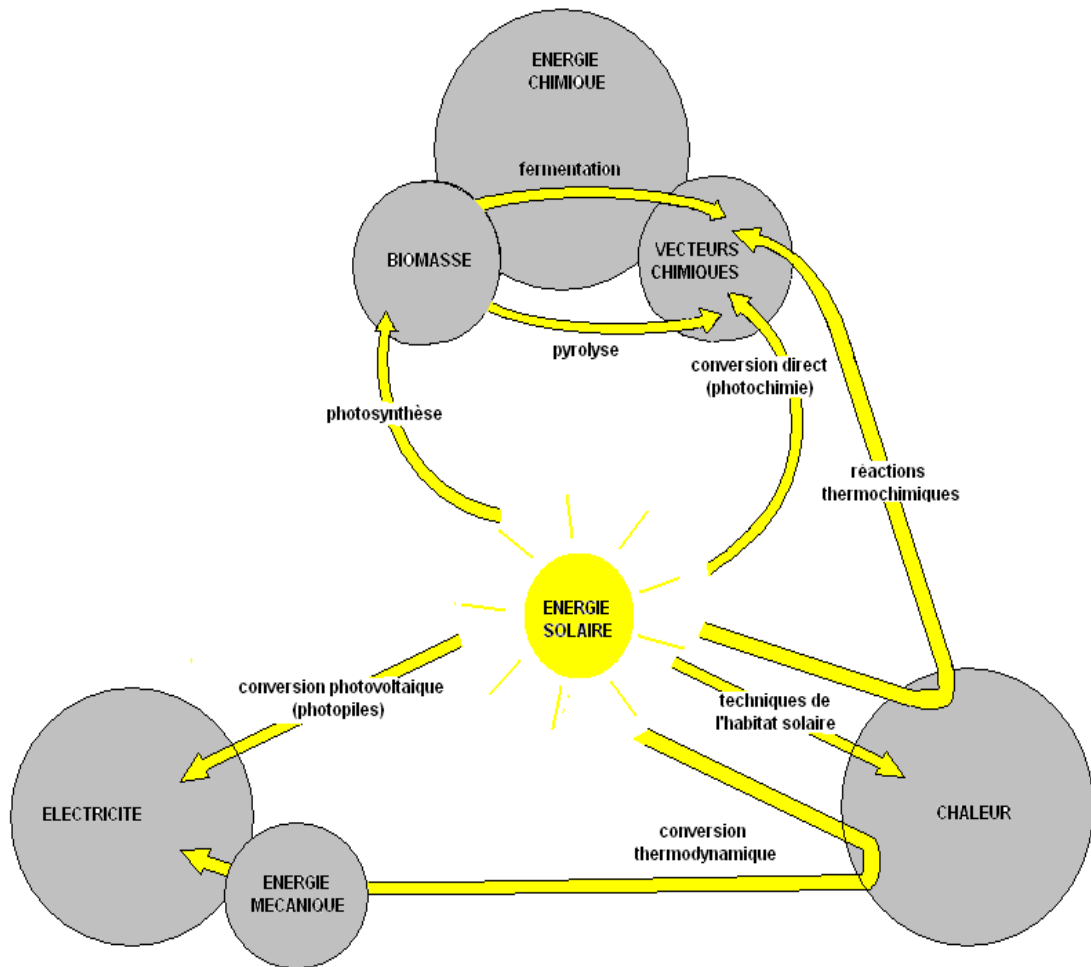 ENERGIE
CHIMIQUE
fermentation
BIOMASSE
VECTEURS
CHIMIQUES
pyrolyse
conversion direct
(photochimie)
photosynthèse
réactions
thermochimiques
ENERGIE
SOLAIRE
conversion photovoltaique
(photopiles)
techniques de
l'habitat solaire
ELECTRICITE
CHALEUR
conversion
thermodynamique
ENERGIE
MECANIQUE